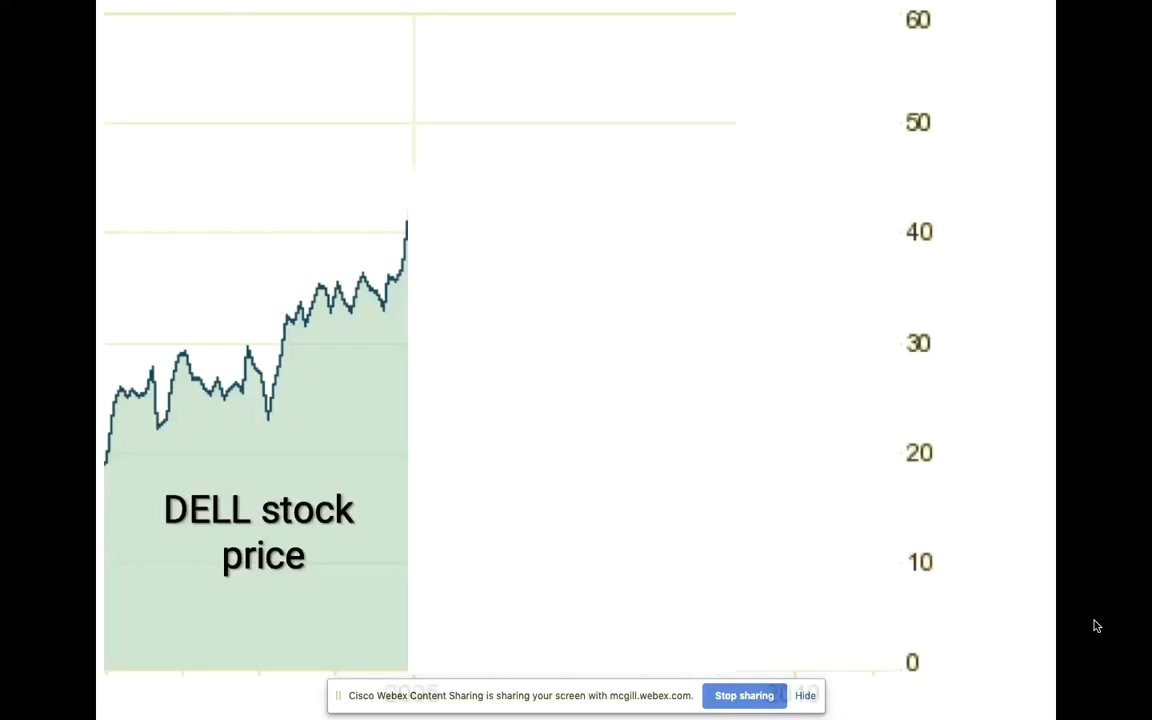 60
50
40
30
20
10
0
DELL stock
price
Cisco Webex Content Sharing is sharing your screen with mcgill.webex.com.
Stop sharing
Hide